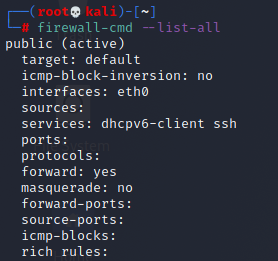 ┌──(root💀kali)-[~]
└─# firewall-cmd --list-all
public (active)
  target: default
  icmp-block-inversion: no
  interfaces: eth0
  sources:
  services: dhcpv6-client ssh
  ports:
  protocols:
  forward: yes
  masquerade: no
  forward-ports:
  source-ports:
  icmp-blocks:
  rich rules: